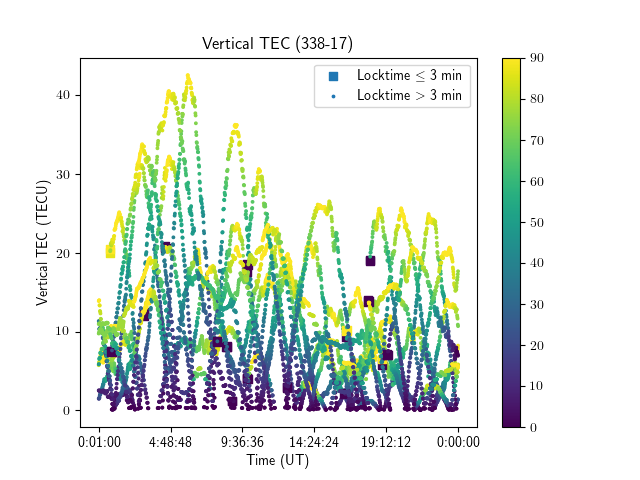 Vertical TEC (338-17)
Locktime ≤ 3 min
Locktime > 3 min
Vertical TEC (TECU)
40
30
20
10
0
0:01:00 4:48:48 9:36:36 14:24:24 19:12:12 0:00:00
Time (UT)
90
80
70
60
50
40
30
20
10
0